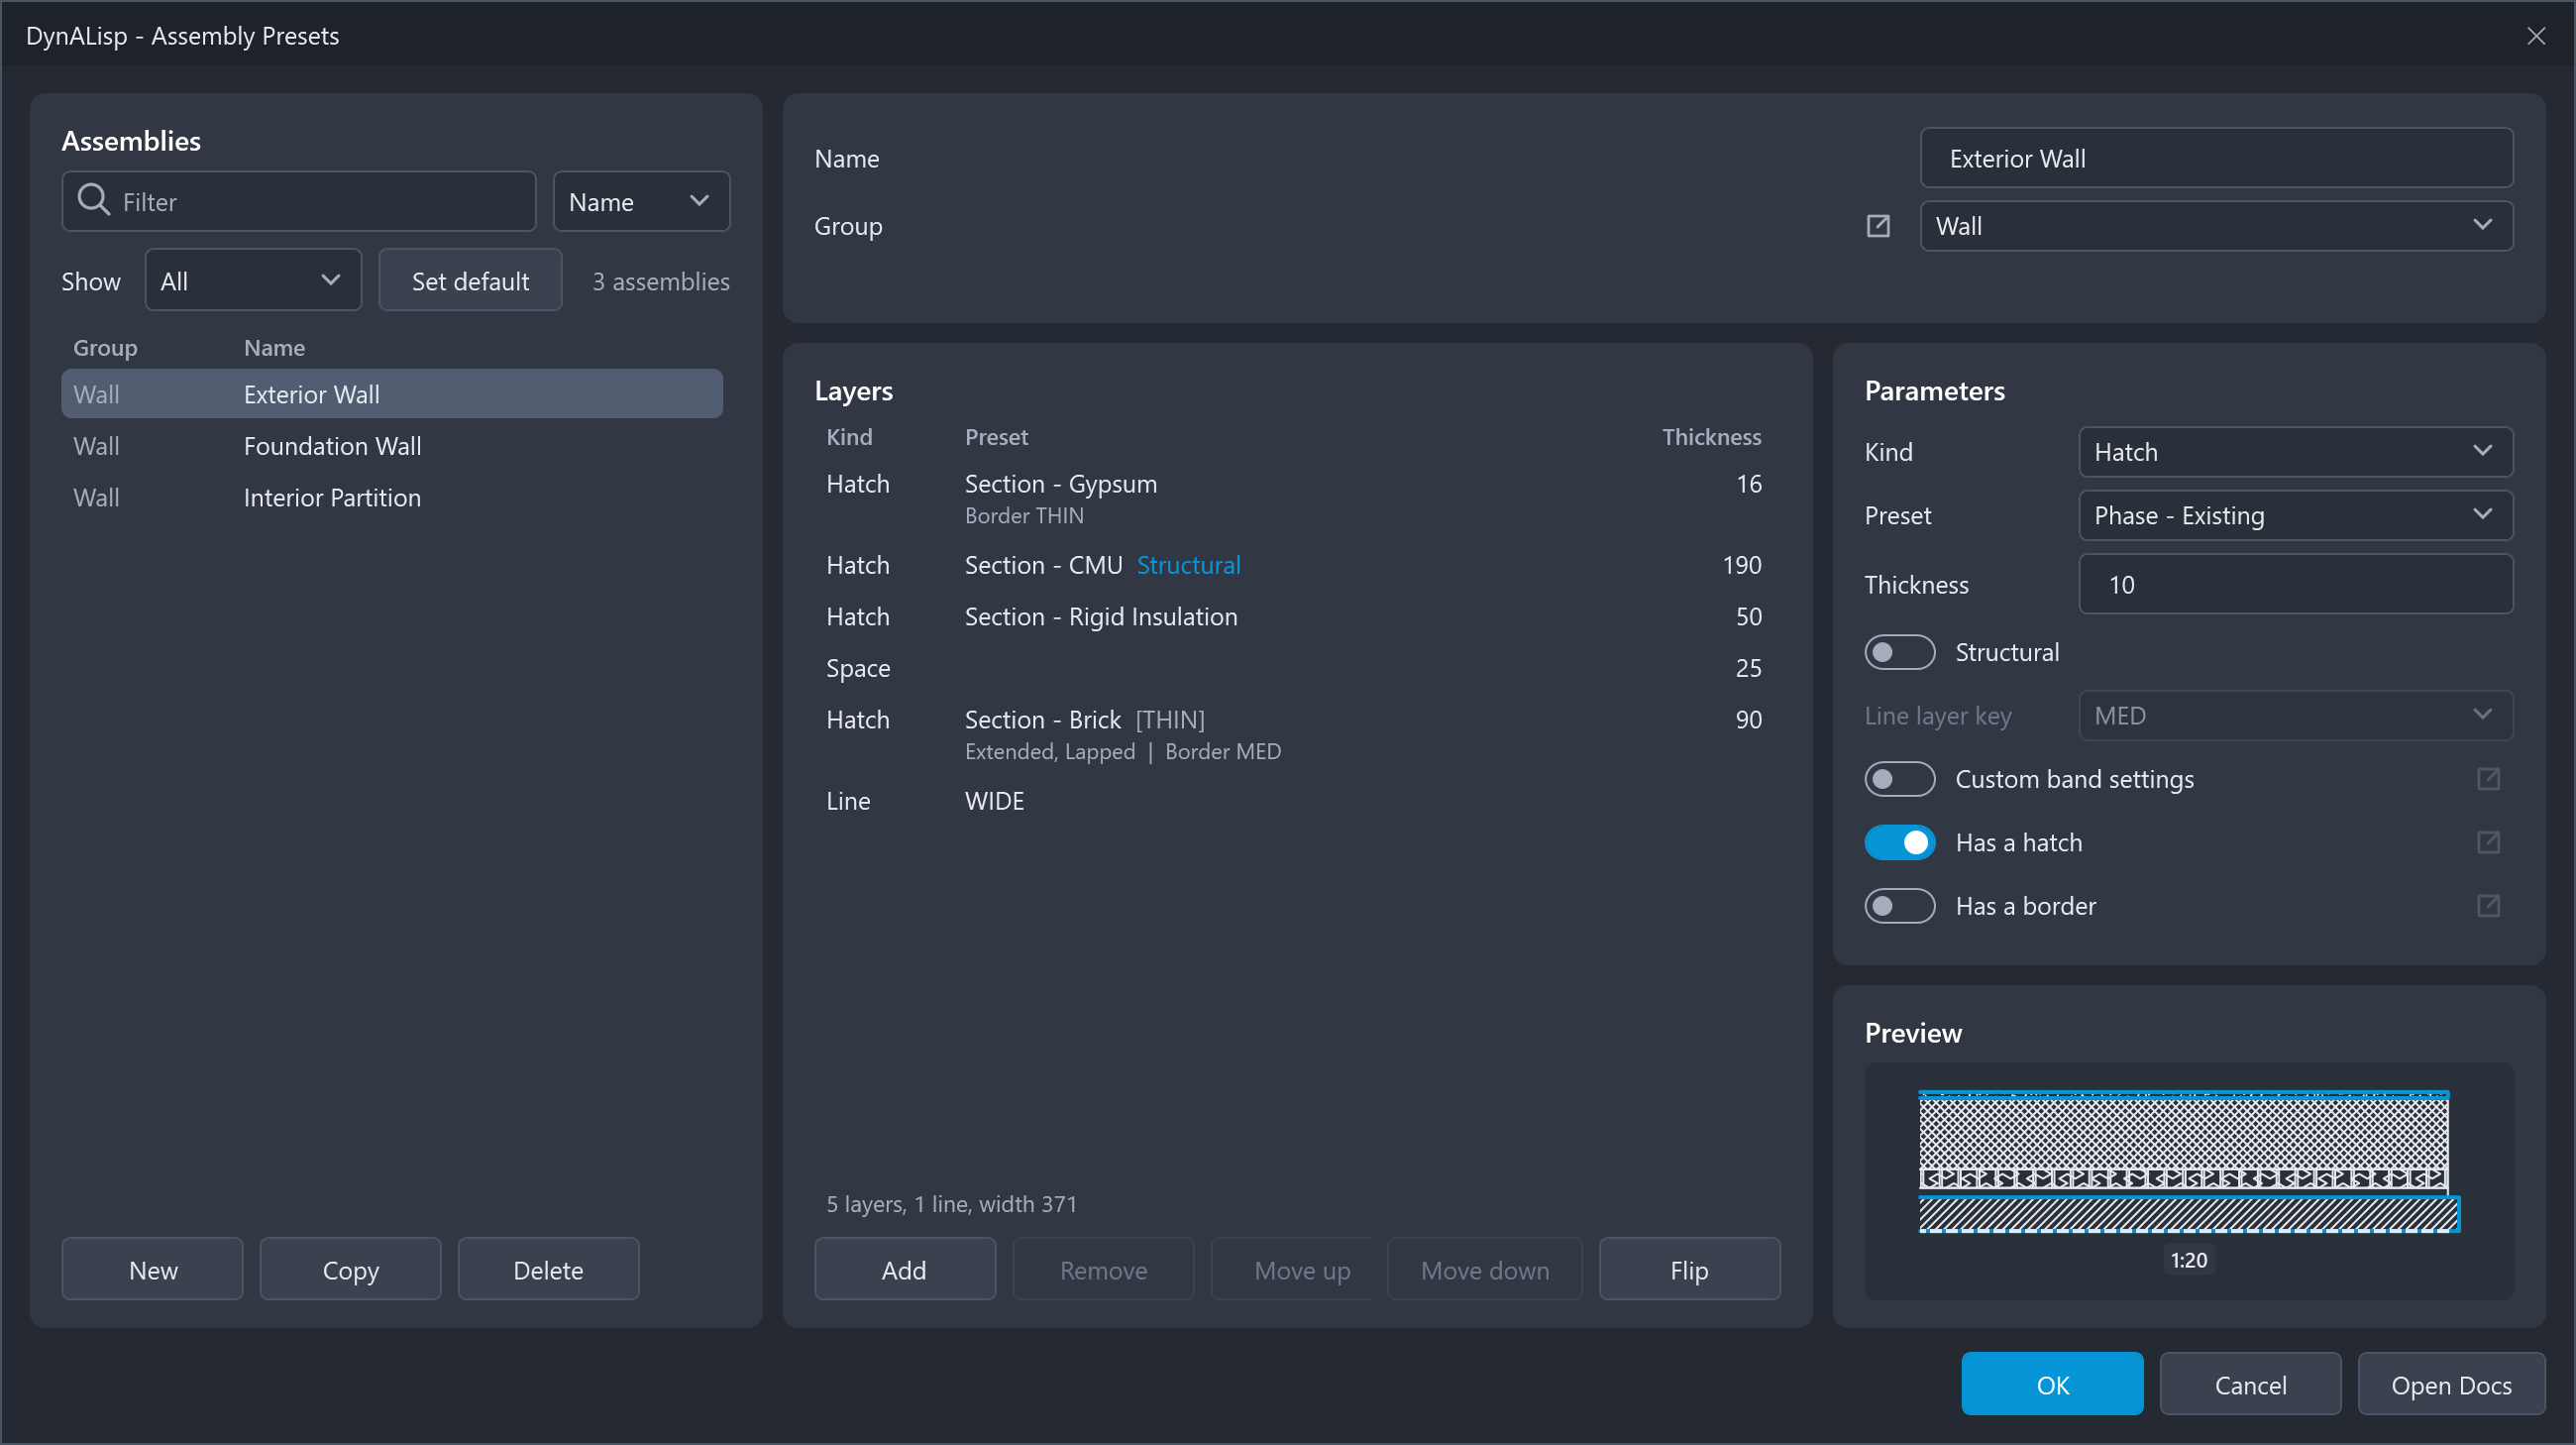 DynALisp - Assembly Presets
Assemblies
Filter
Name
Show
All
Set default
3 assemblies
Group Name
Wall Exterior Wall
Wall Foundation Wall
Wall Interior Partition
New
Copy
Delete
Name
Exterior Wall
Group
Wall
Layers
Kind Preset Thickness
Hatch Section - Gypsum 16
Border THIN
Hatch Section - CMU Structural 190
Hatch Section - Rigid Insulation 50
Space 25
Hatch Section - Brick [THIN] 90
Extended, Lapped | Border MED
Line WIDE
5 layers, 1 line, width 371
Add
Remove
Move up
Move down
Flip
Parameters
Kind
Hatch
Preset
Phase - Existing
Thickness
10
Structural
Line layer key
MED
Custom band settings
Has a hatch
Has a border
Preview
1:20
OK
Cancel
Open Docs